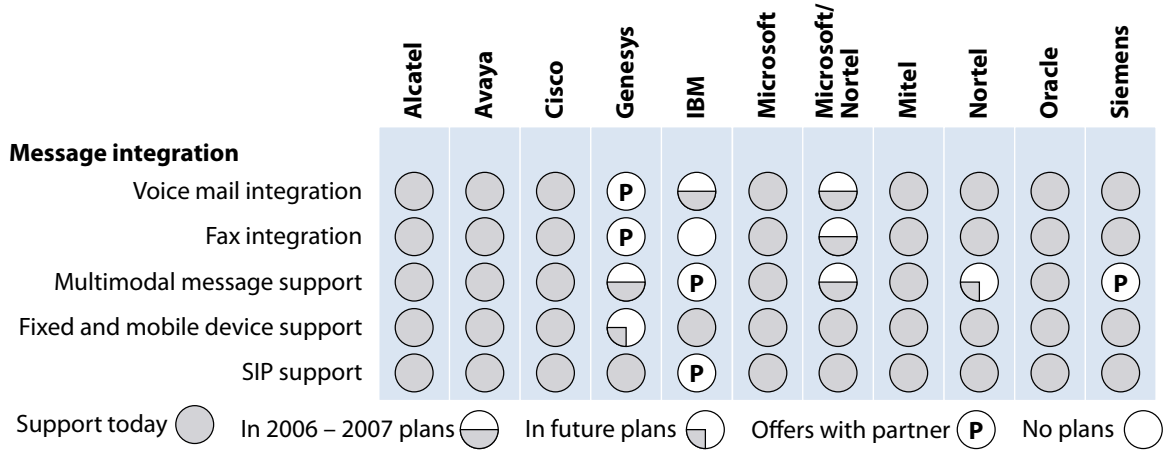 Alcatel Avaya Cisco Genesys IBM Microsoft Microsoft/ Nortel Mitel Nortel Oracle Siemens
Message integration
Voice mail integration P
Fax integration P
Multimodal message support P P
Fixed and mobile device support
SIP support P
Support today In 2006 – 2007 plans In future plans Offers with partner P No plans